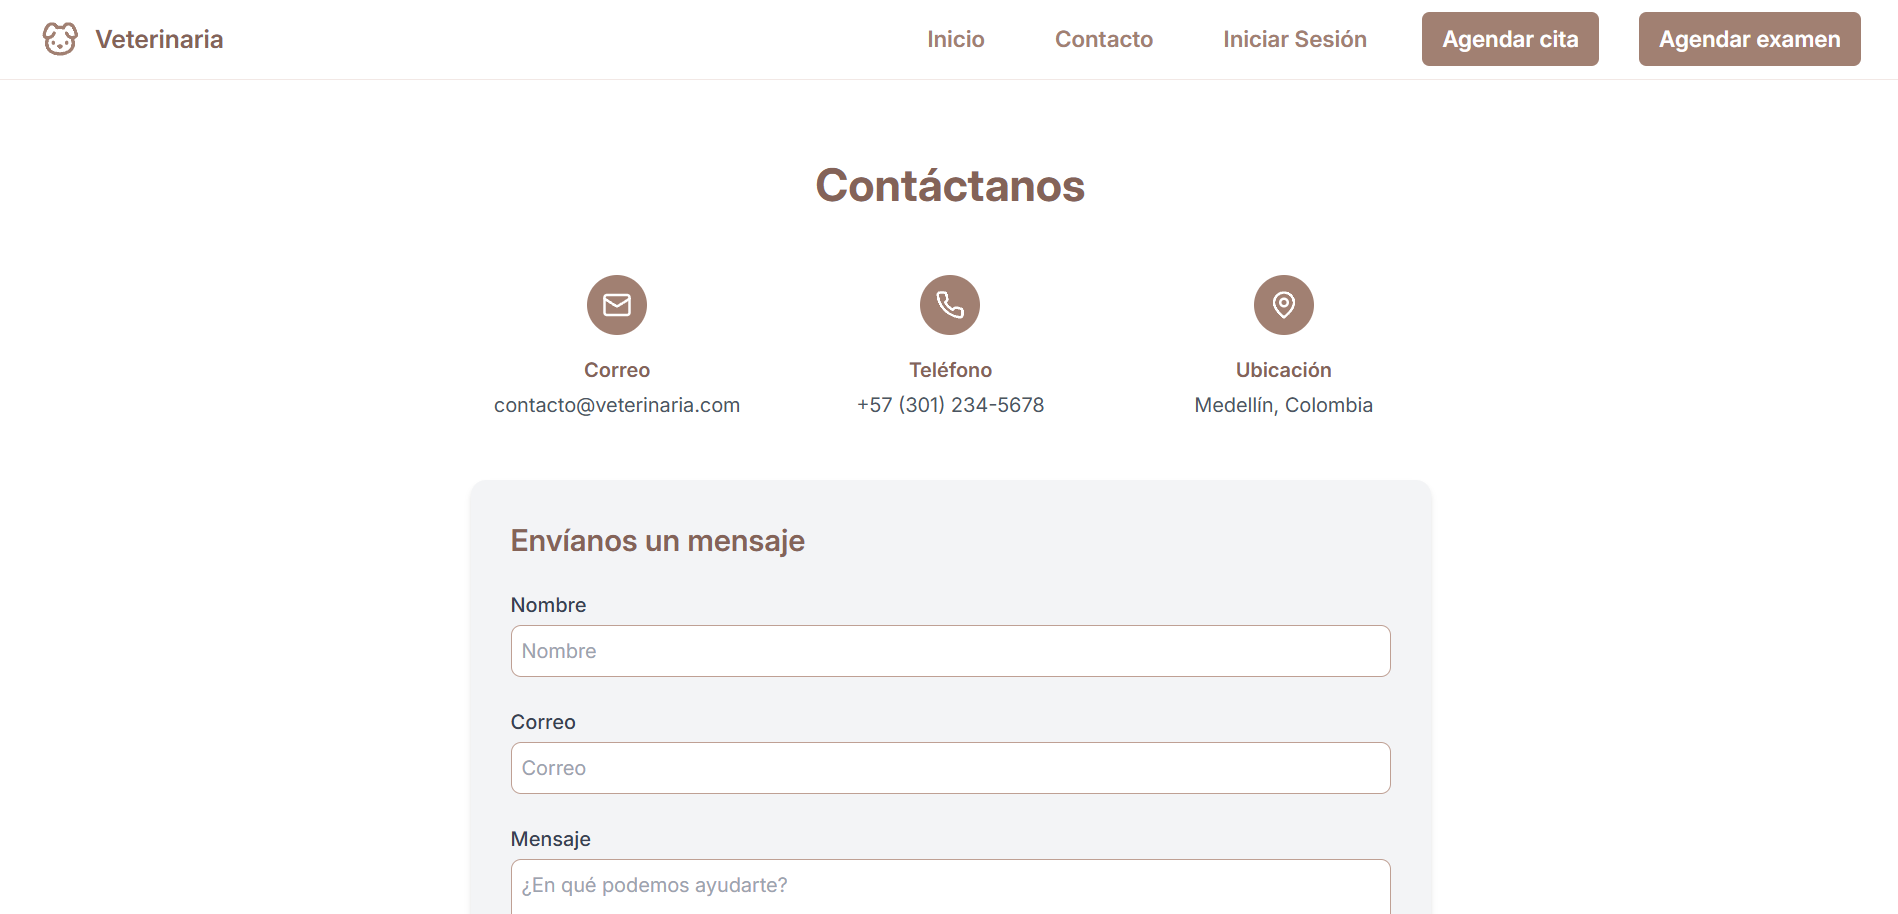 Veterinaria
Inicio
Contacto
Iniciar Sesión
Agendar cita
Agendar examen
Contáctanos
Correo
contacto@veterinaria.com
Teléfono
+57 (301) 234-5678
Ubicación
Medellín, Colombia
Envíanos un mensaje
Nombre
Nombre
Correo
Correo
Mensaje
¿En qué podemos ayudarte?